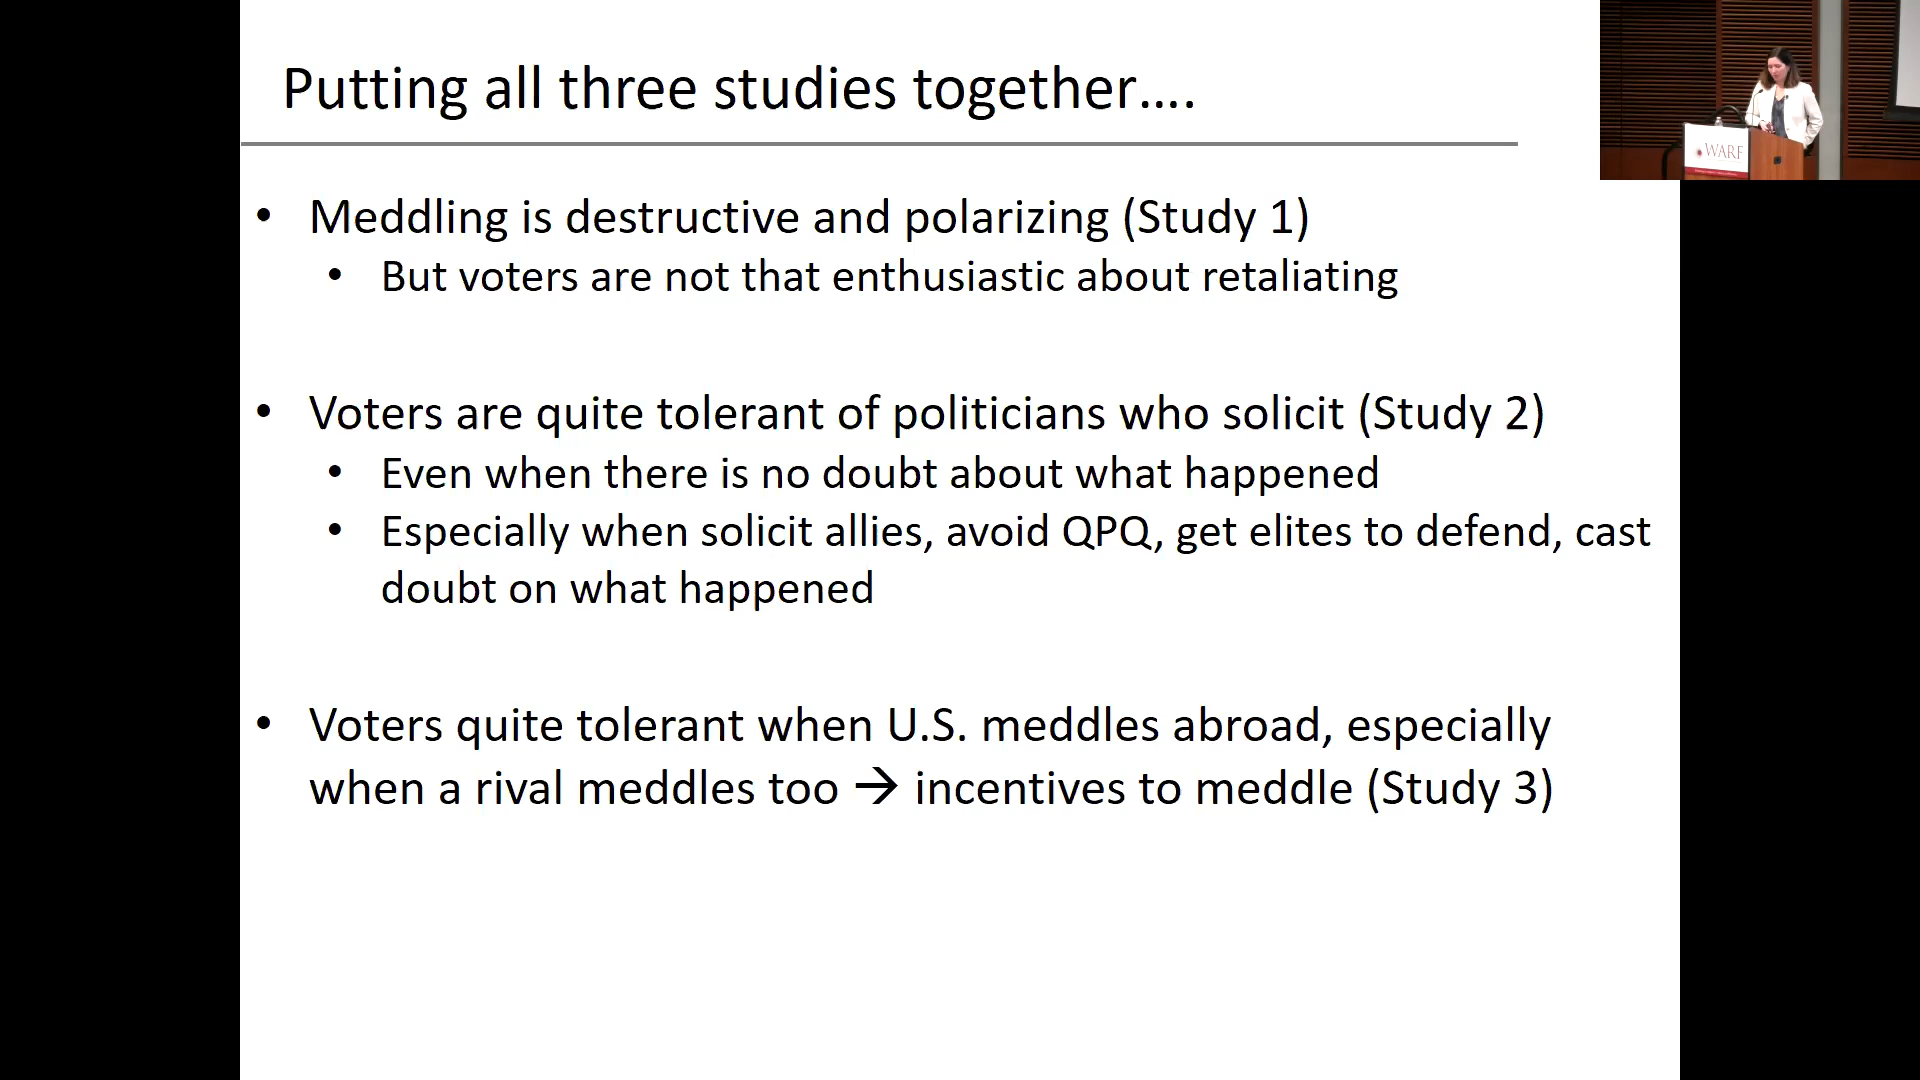 Putting all three studies together….
• Meddling is destructive and polarizing (Study 1)
• But voters are not that enthusiastic about retaliating
• Voters are quite tolerant of politicians who solicit (Study 2)
• Even when there is no doubt about what happened
• Especially when solicit allies, avoid QPQ, get elites to defend, cast
doubt on what happened
• Voters quite tolerant when U.S. meddles abroad, especially
when a rival meddles too → incentives to meddle (Study 3)
WARF